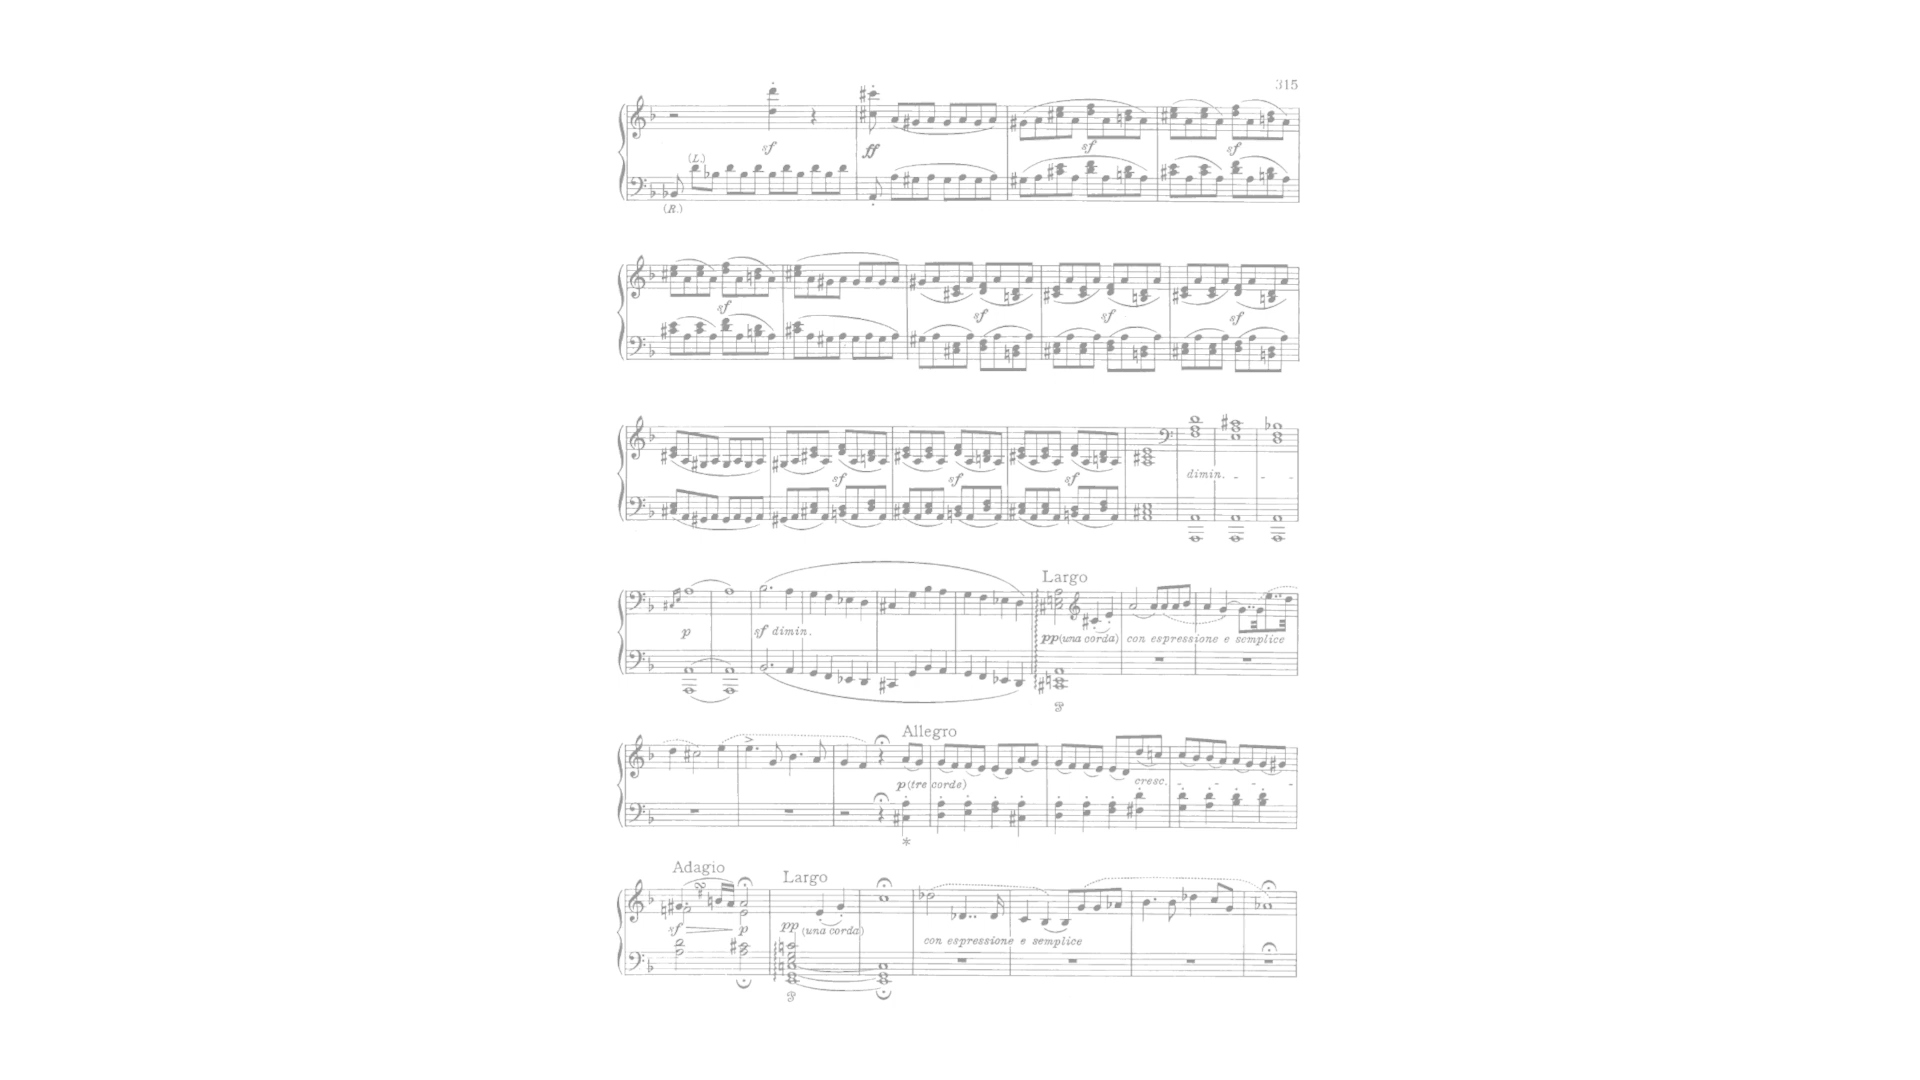 315
sf ff sf sf
(L.)
(R.)
sf sf sf sf
sf sf sf
dimin.
Largo
p sf dimin. pp (una corda) con espressione e semplice
Allegro
p (tre corde) cresc.
Adagio
Largo
sf p pp (una corda)
con espressione e semplice